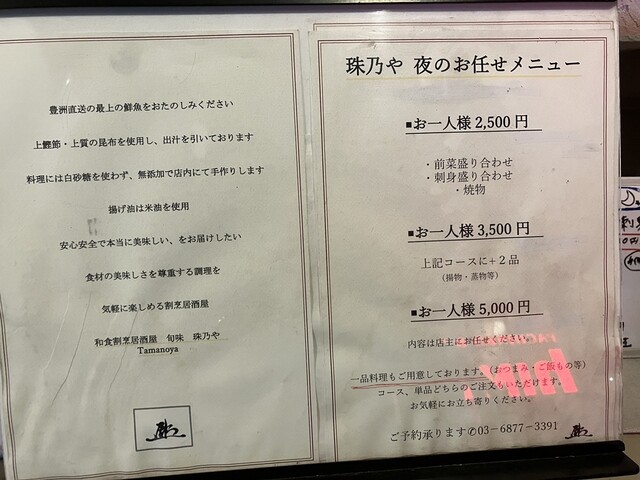 豊洲直送の最上の鮮魚をおたのしみください
上鰹節・上質の昆布を使用し、出汁を引いております
料理には白砂糖を使わず、無添加で店内にて手作りします
揚げ油は米油を使用
安心安全で本当に美味しい、をお届けしたい
食材の美味しさを尊重する調理を
気軽に楽しめる割烹居酒屋
和食割烹居酒屋 旬味 珠乃や
Tamanoya
珠乃や 夜のお任せメニュー
■お一人様 2,500 円
・前菜盛り合わせ
・刺身盛り合わせ
・焼物
■お一人様 3,500 円
上記コースに+２品
（揚物・蒸物等）
■お一人様 5,000 円
内容は店主にお任せください。
一品料理もご用意しております。（おつまみ・ご飯もの等）
コース、単品どちらのご注文もいただけます。
お気軽にお立ち寄りください。
ご予約承ります✆03−6877−3391